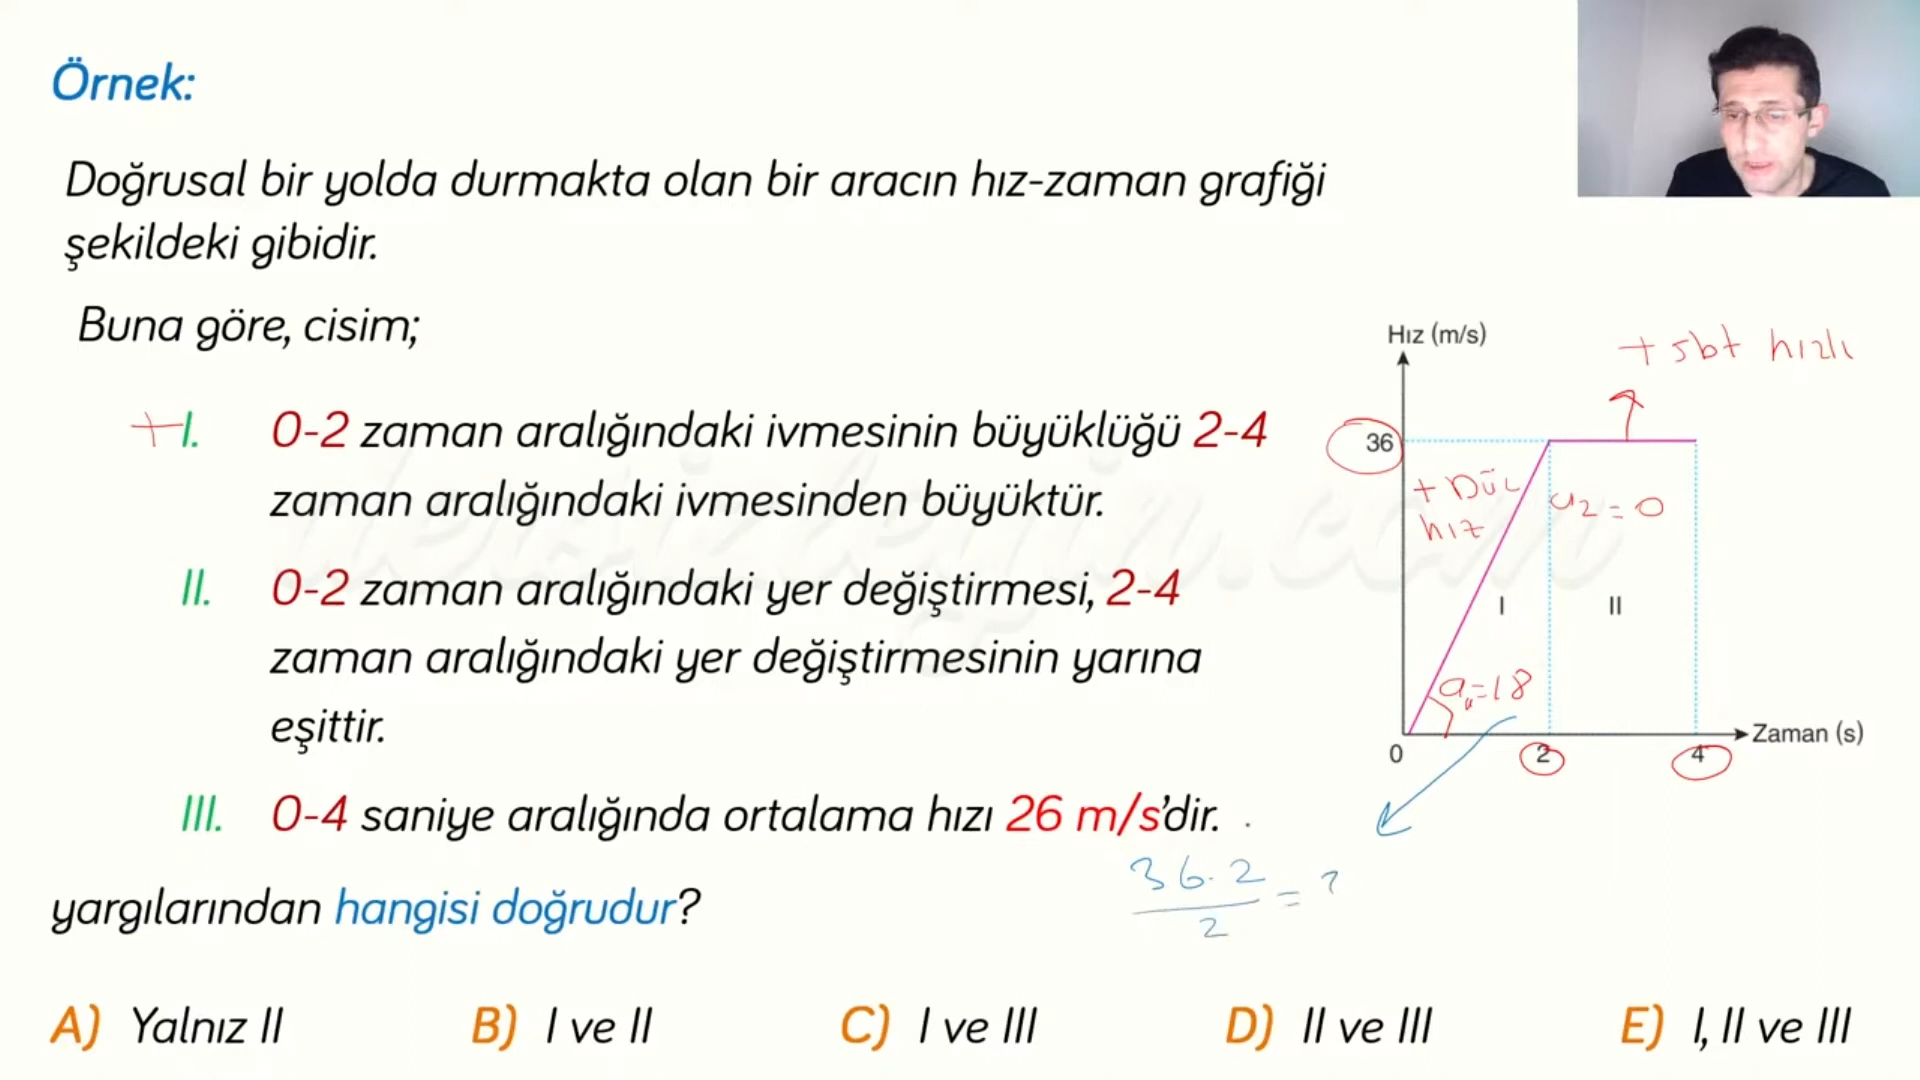 Örnek:
Doğrusal bir yolda durmakta olan bir aracın hız-zaman grafiği
şekildeki gibidir.
Buna göre, cisim;
+I. 0-2 zaman aralığındaki ivmesinin büyüklüğü 2-4
zaman aralığındaki ivmesinden büyüktür.
II. 0-2 zaman aralığındaki yer değiştirmesi, 2-4
zaman aralığındaki yer değiştirmesinin yarına
eşittir.
III. 0-4 saniye aralığında ortalama hızı 26 m/s'dir.
yargılarından hangisi doğrudur?
Hız (m/s)
+ sbt hızlı
36
+ Düz
hız
a2=0
I II
a=18
0 2 4 Zaman (s)
36.2
= ?
2
A) Yalnız II B) I ve II C) I ve III D) II ve III E) I, II ve III